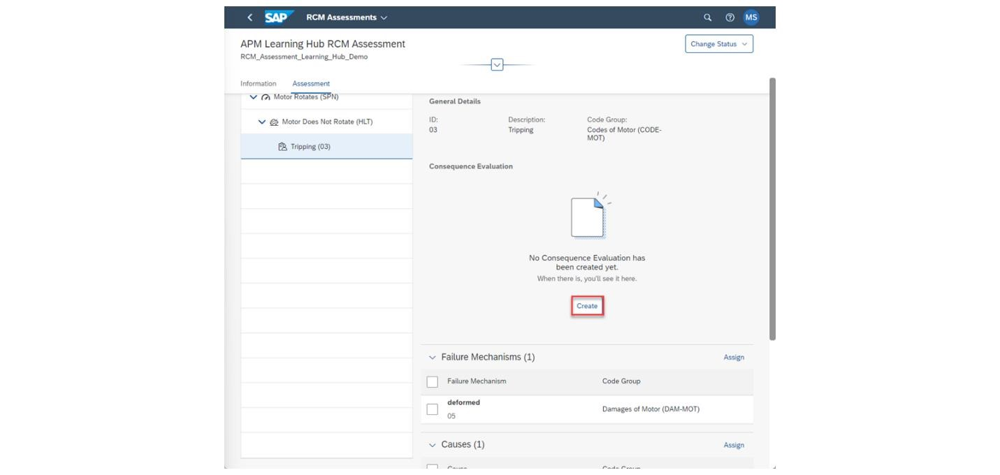 SAP RCM Assessments MS
APM Learning Hub RCM Assessment Change Status
RCM_Assessment_Learning_Hub_Demo
Information Assessment
Motor Rotates (SPN)
Motor Does Not Rotate (HLT)
Tripping (03)
General Details
ID: Description: Code Group:
03 Tripping Codes of Motor (CODE-
MOT)
Consequence Evaluation
No Consequence Evaluation has
been created yet.
When there is, you'll see it here.
Create
Failure Mechanisms (1) Assign
Failure Mechanism Code Group
deformed
05 Damages of Motor (DAM-MOT)
Causes (1) Assign
Cause Code Group